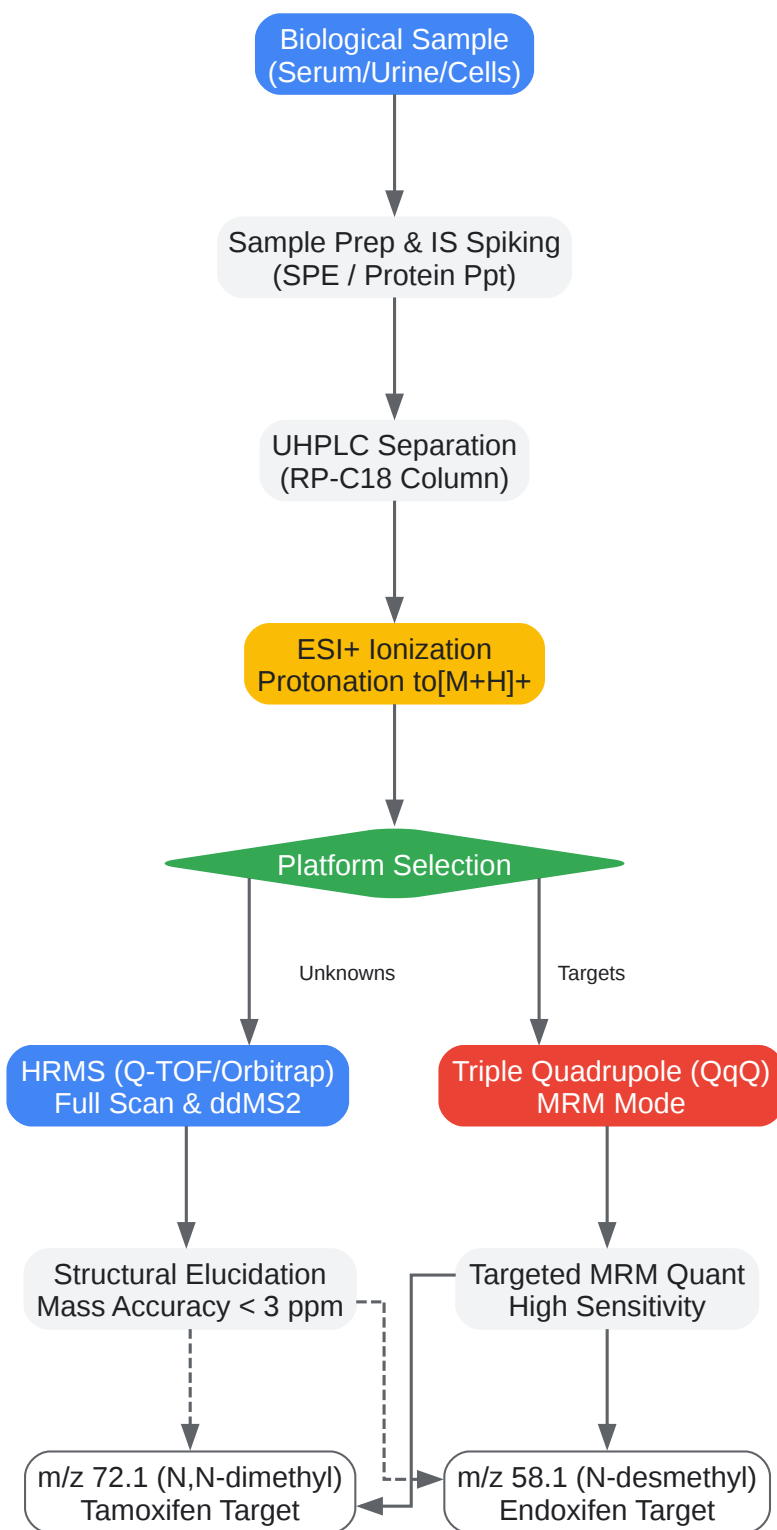 Biological Sample
(Serum/Urine/Cells)
Sample Prep & IS Spiking
(SPE / Protein Ppt)
UHPLC Separation
(RP-C18 Column)
ESI+ Ionization
Protonation to[M+H]+
Platform Selection
Unknowns
Targets
HRMS (Q-TOF/Orbitrap)
Full Scan & ddMS2
Triple Quadrupole (QqQ)
MRM Mode
Structural Elucidation
Mass Accuracy < 3 ppm
Targeted MRM Quant
High Sensitivity
m/z 72.1 (N,N-dimethyl)
Tamoxifen Target
m/z 58.1 (N-desmethyl)
Endoxifen Target